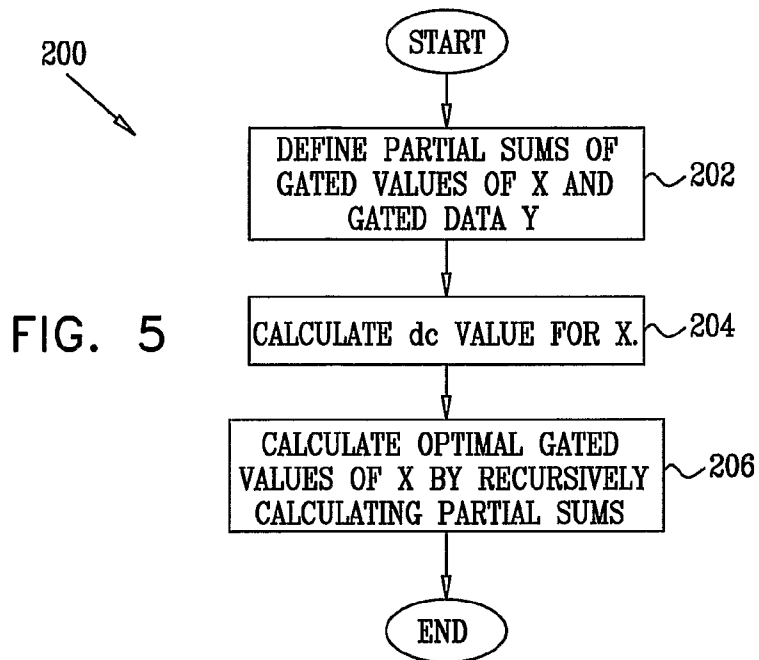 START
200
DEFINE PARTIAL SUMS OF
GATED VALUES OF X AND
GATED DATA Y
202
FIG. 5
CALCULATE dc VALUE FOR X.
204
CALCULATE OPTIMAL GATED
VALUES OF X BY RECURSIVELY
CALCULATING PARTIAL SUMS
206
END